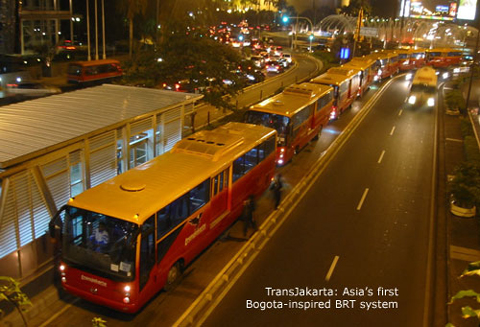 TransJakarta: Asia's first
Bogota-inspired BRT system